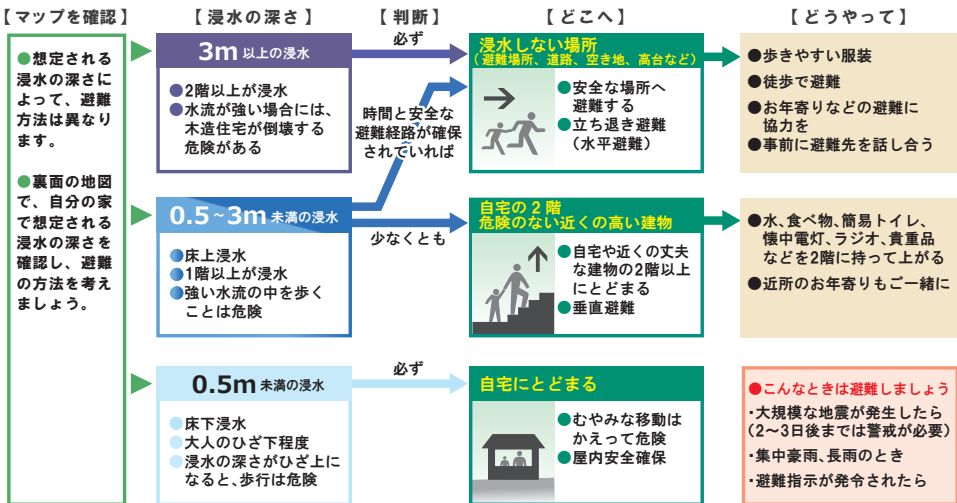 【マップを確認】
●想定される
浸水の深さに
よって、避難
方法は異なり
ます。
●裏面の地図
で、自分の家
で想定される
浸水の深さを
確認し、避難
の方法を考え
ましょう。
【浸水の深さ】
3m以上の浸水
●2階以上が浸水
●水流が強い場合には、
木造住宅が倒壊する
危険がある
0.5~3m未満の浸水
●床上浸水
●1階以上が浸水
●強い水流の中を歩く
ことは危険
0.5m未満の浸水
●床下浸水
●大人のひざ下程度
●浸水の深さがひざ上に
なると、歩行は危険
【判断】
必ず
時間と安全な
避難経路が確保
されていれば
少なくとも
必ず
【どこへ】
浸水しない場所
(避難場所、道路、空き地、高台など)
●安全な場所へ
避難する
●立ち退き避難
(水平避難)
自宅の2階
危険のない近くの高い建物
●自宅や近くの丈夫
な建物の2階以上
にとどまる
●垂直避難
自宅にとどまる
●むやみな移動は
かえって危険
●屋内安全確保
【どうやって】
●歩きやすい服装
●徒歩で避難
●お年寄りなどの避難に
協力を
●事前に避難先を話し合う
●水、食べ物、簡易トイレ、
懐中電灯、ラジオ、貴重品
などを2階に持って上がる
●近所のお年寄りもご一緒に
●こんなときは避難しましょう
・大規模な地震が発生したら
(2〜3日後までは警戒が必要)
・集中豪雨、長雨のとき
・避難指示が発令されたら